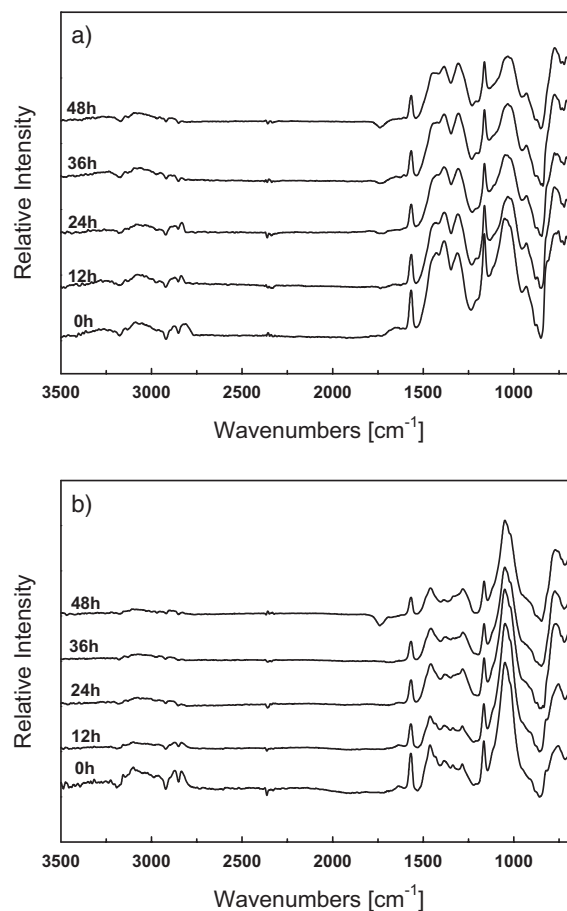 a)
48h
36h
24h
12h
0h
Relative Intensity
3500 3000 2500 2000 1500 1000
Wavenumbers [cm⁻¹]
b)
48h
36h
24h
12h
0h
Relative Intensity
3500 3000 2500 2000 1500 1000
Wavenumbers [cm⁻¹]